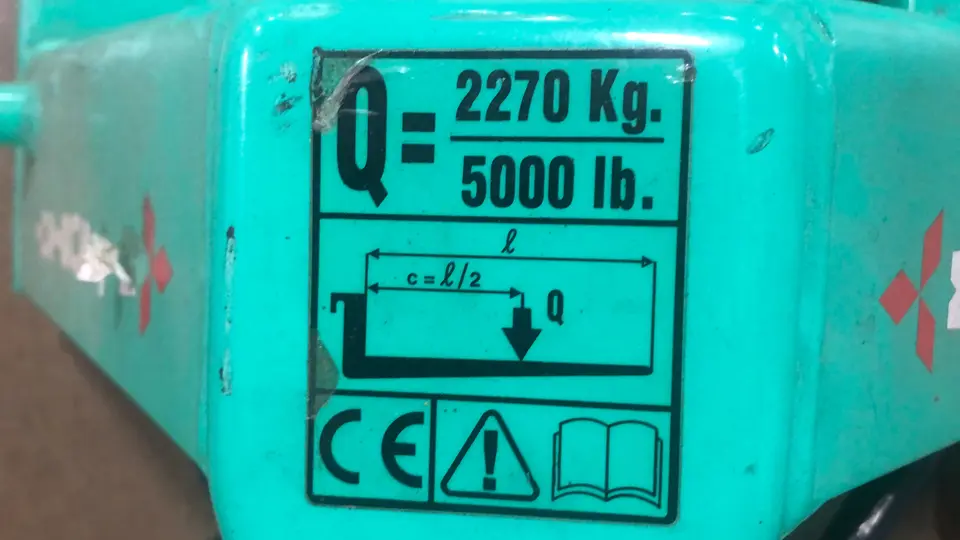 Q = 2270 Kg.
5000 lb.
ℓ
c = ℓ/2
Q
CE